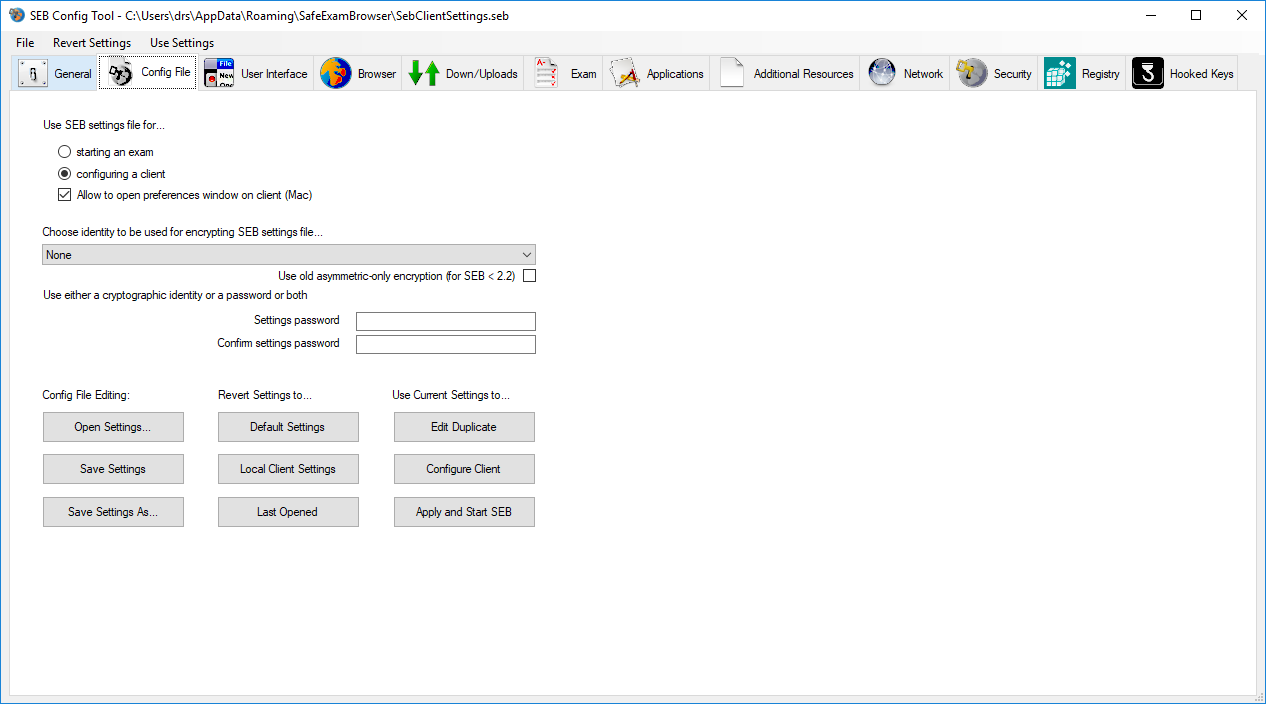 SEB Config Tool - C:\Users\drs\AppData\Roaming\SafeExamBrowser\SebClientSettings.seb
File Revert Settings Use Settings
General Config File File New User Interface Browser Down/Uploads A- Exam Applications Additional Resources Network Security Registry Hooked Keys
Use SEB settings file for...
starting an exam
configuring a client
Allow to open preferences window on client (Mac)
Choose identity to be used for encrypting SEB settings file...
None
Use old asymmetric-only encryption (for SEB < 2.2)
Use either a cryptographic identity or a password or both
Settings password
Confirm settings password
Config File Editing: Revert Settings to... Use Current Settings to...
Open Settings... Default Settings Edit Duplicate
Save Settings Local Client Settings Configure Client
Save Settings As... Last Opened Apply and Start SEB